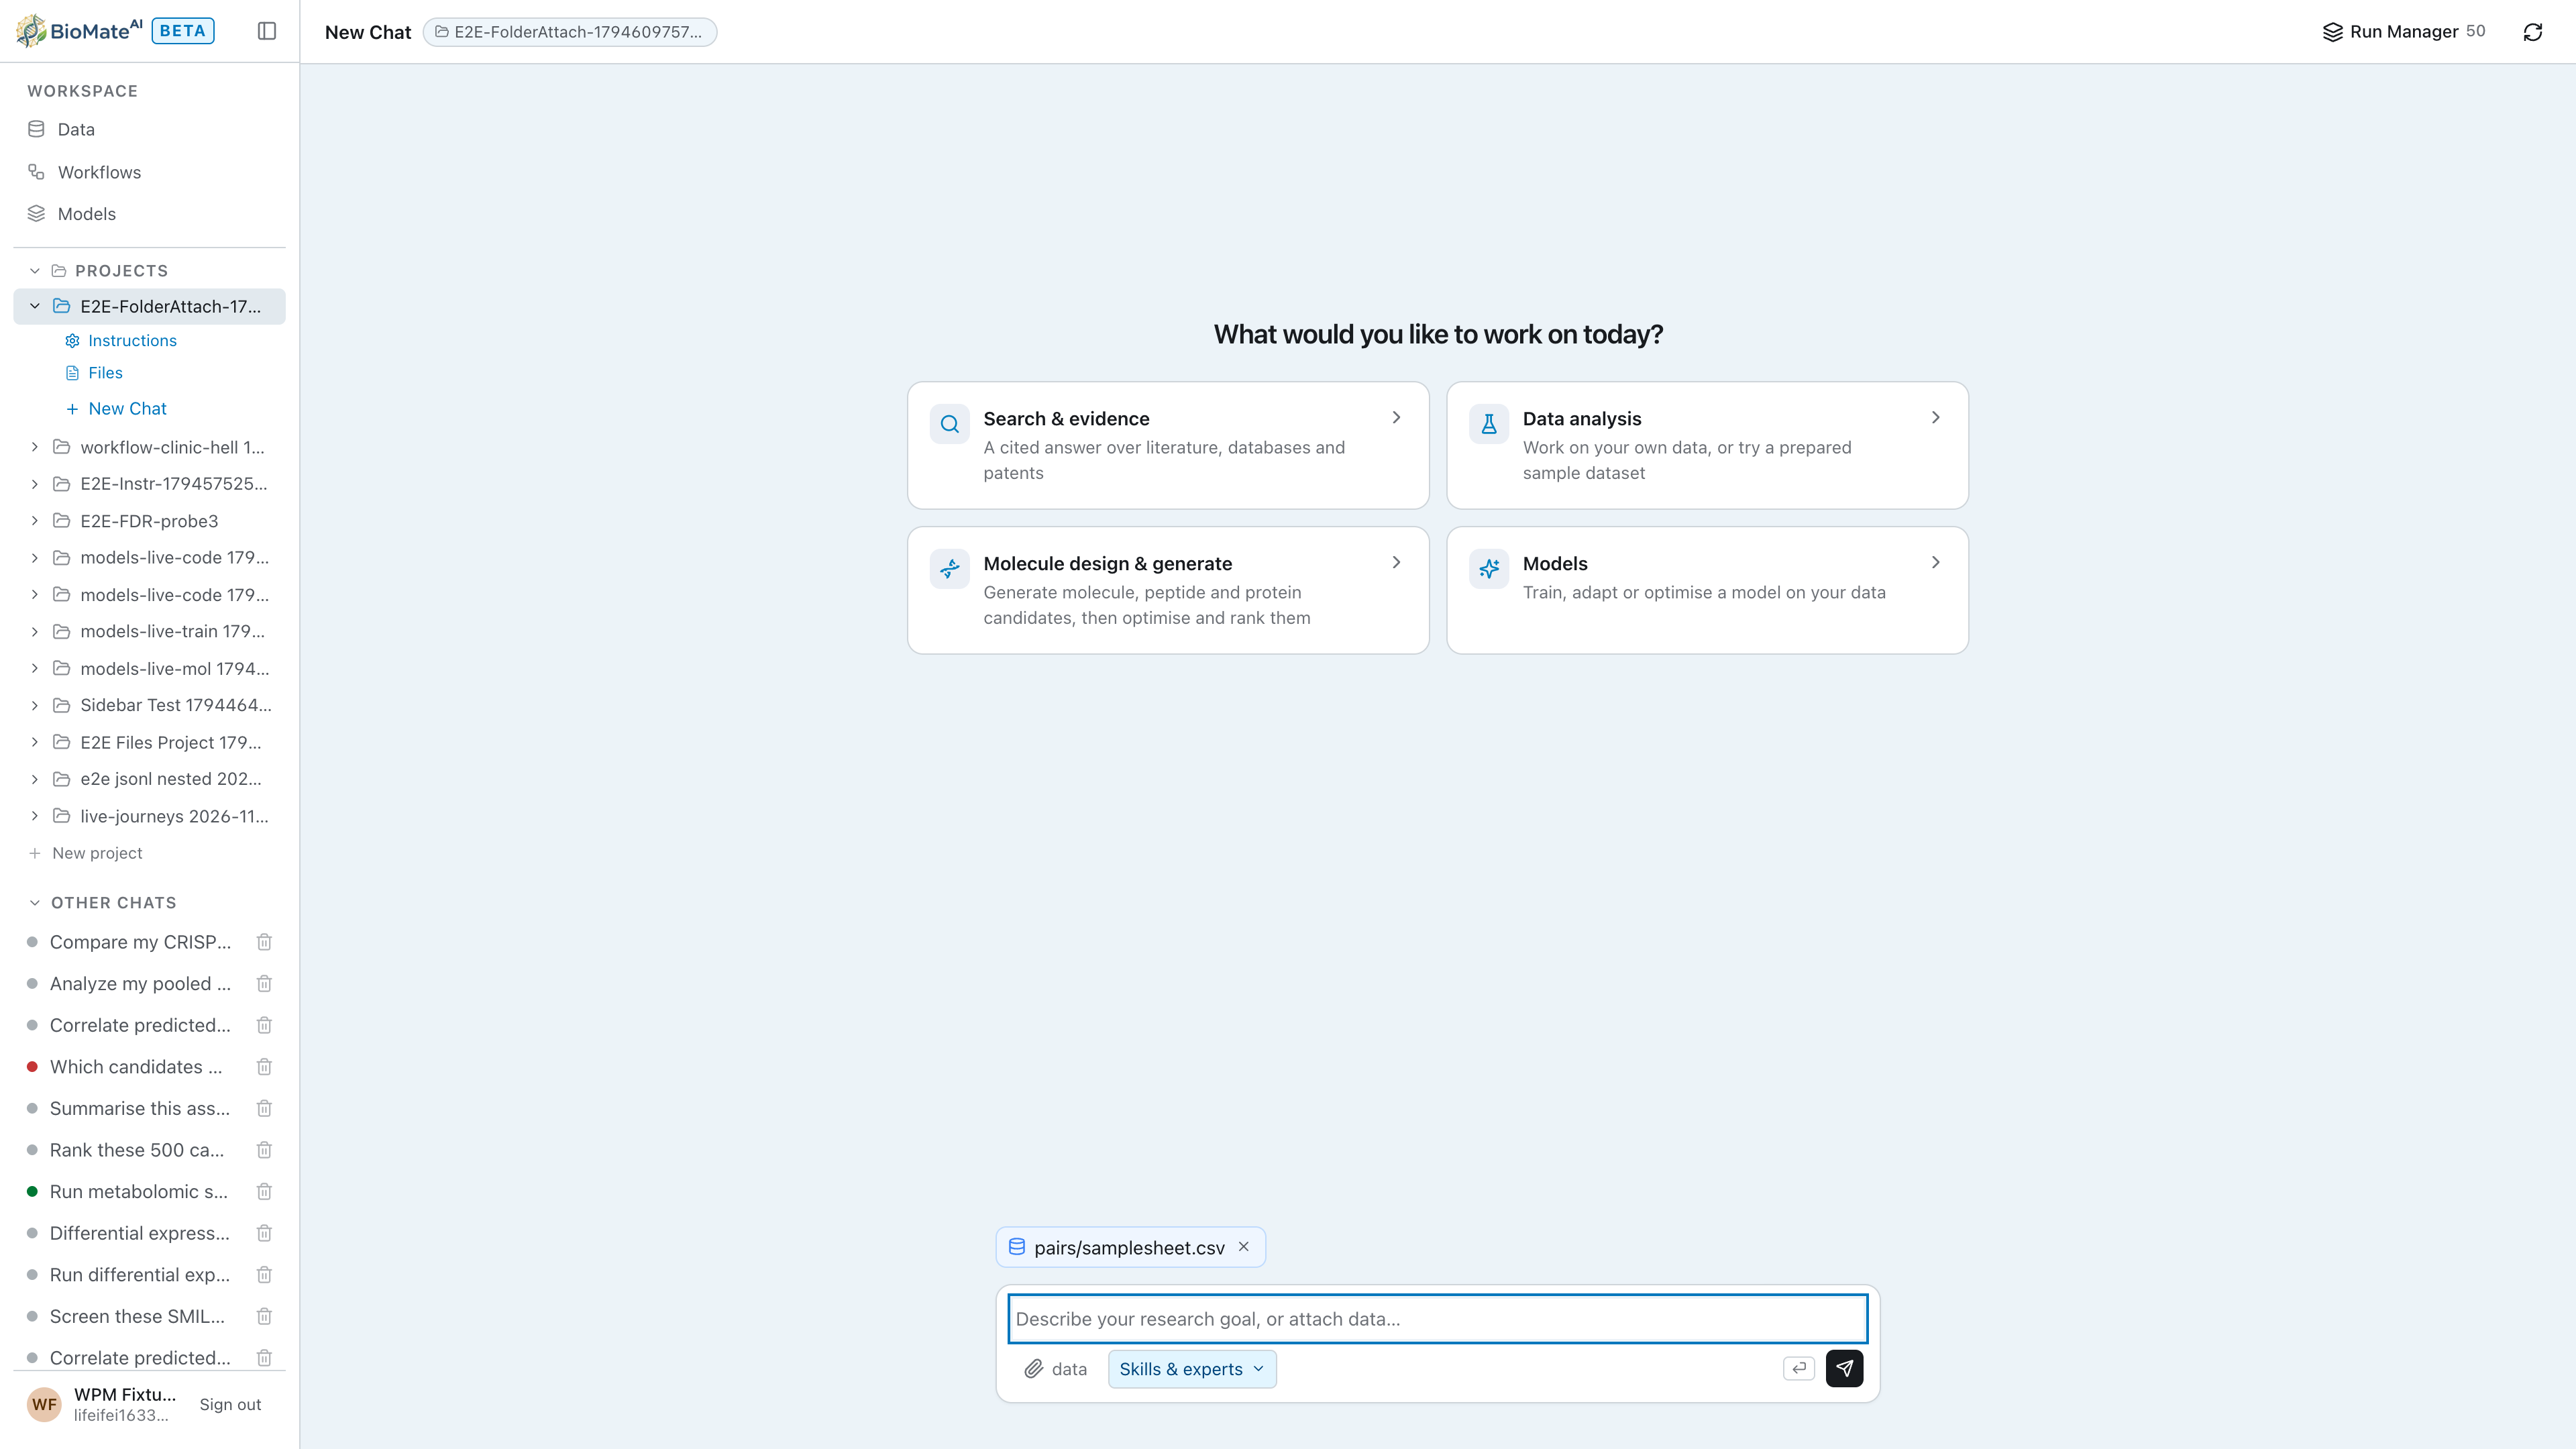 BioMate AI BETA
WORKSPACE
Data
Workflows
Models
PROJECTS
E2E-FolderAttach-17...
Instructions
Files
New Chat
workflow-clinic-hell 1...
E2E-Instr-179457525...
E2E-FDR-probe3
models-live-code 179...
models-live-code 179...
models-live-train 179...
models-live-mol 1794...
Sidebar Test 1794464...
E2E Files Project 179...
e2e jsonl nested 202...
live-journeys 2026-11...
New project
OTHER CHATS
Compare my CRISP...
Analyze my pooled ...
Correlate predicted...
Which candidates ...
Summarise this ass...
Rank these 500 ca...
Run metabolomic s...
Differential express...
Run differential exp...
Screen these SMIL...
Correlate predicted...
WF
WPM Fixtu...
lifeifei1633...
Sign out
New Chat
E2E-FolderAttach-1794609757...
Run Manager 50
What would you like to work on today?
Search & evidence
A cited answer over literature, databases and
patents
Data analysis
Work on your own data, or try a prepared
sample dataset
Molecule design & generate
Generate molecule, peptide and protein
candidates, then optimise and rank them
Models
Train, adapt or optimise a model on your data
pairs/samplesheet.csv
Describe your research goal, or attach data...
data
Skills & experts